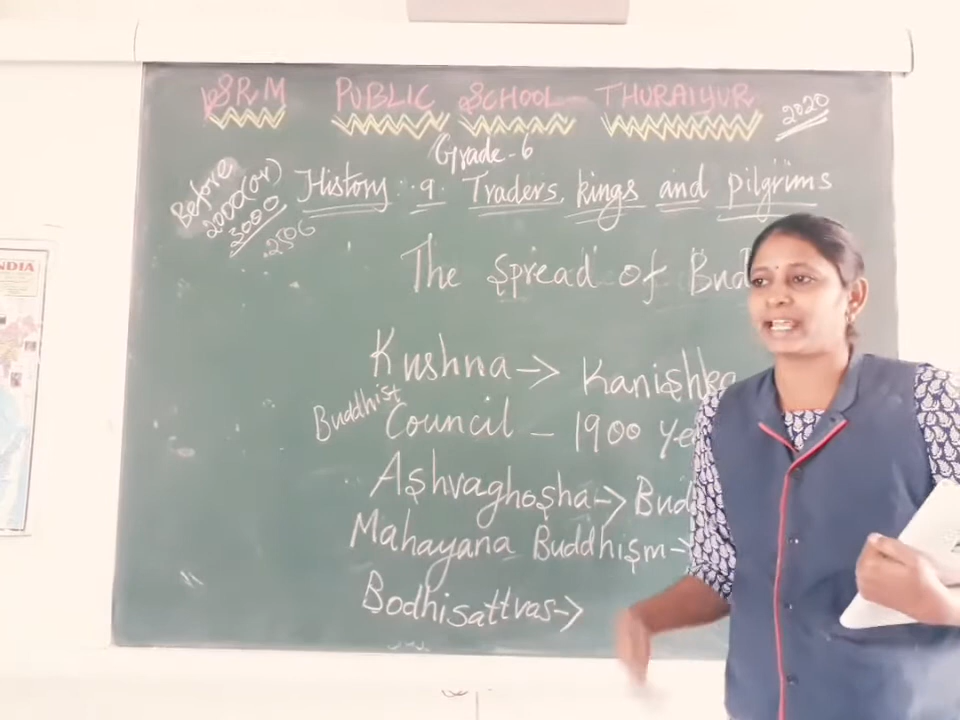 SRM PUBLIC SCHOOL - THURAIYUR
2020
Grade-6
Before
2000 (or)
3000
2506
History : 9 Traders, kings and pilgrims
The Spread of Bud
Kushna → Kanishka
Buddhist
Council - 1900 Ye
Ashvaghosha → Bud
Mahayana Buddhism →
Bodhisattvas →
INDIA